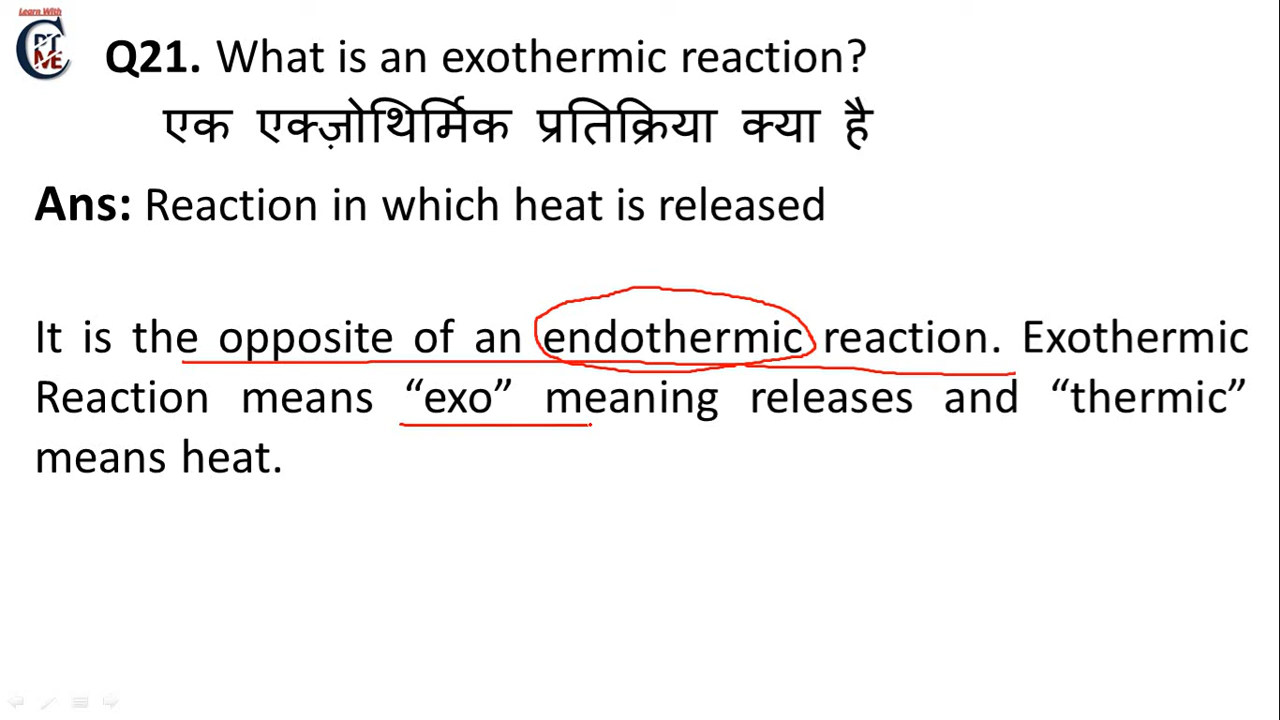 Learn With
CPTME
Q21. What is an exothermic reaction?
एक एक्ज़ोथिर्मिक प्रतिक्रिया क्या है
Ans: Reaction in which heat is released
It is the opposite of an endothermic reaction. Exothermic
Reaction means “exo” meaning releases and “thermic”
means heat.